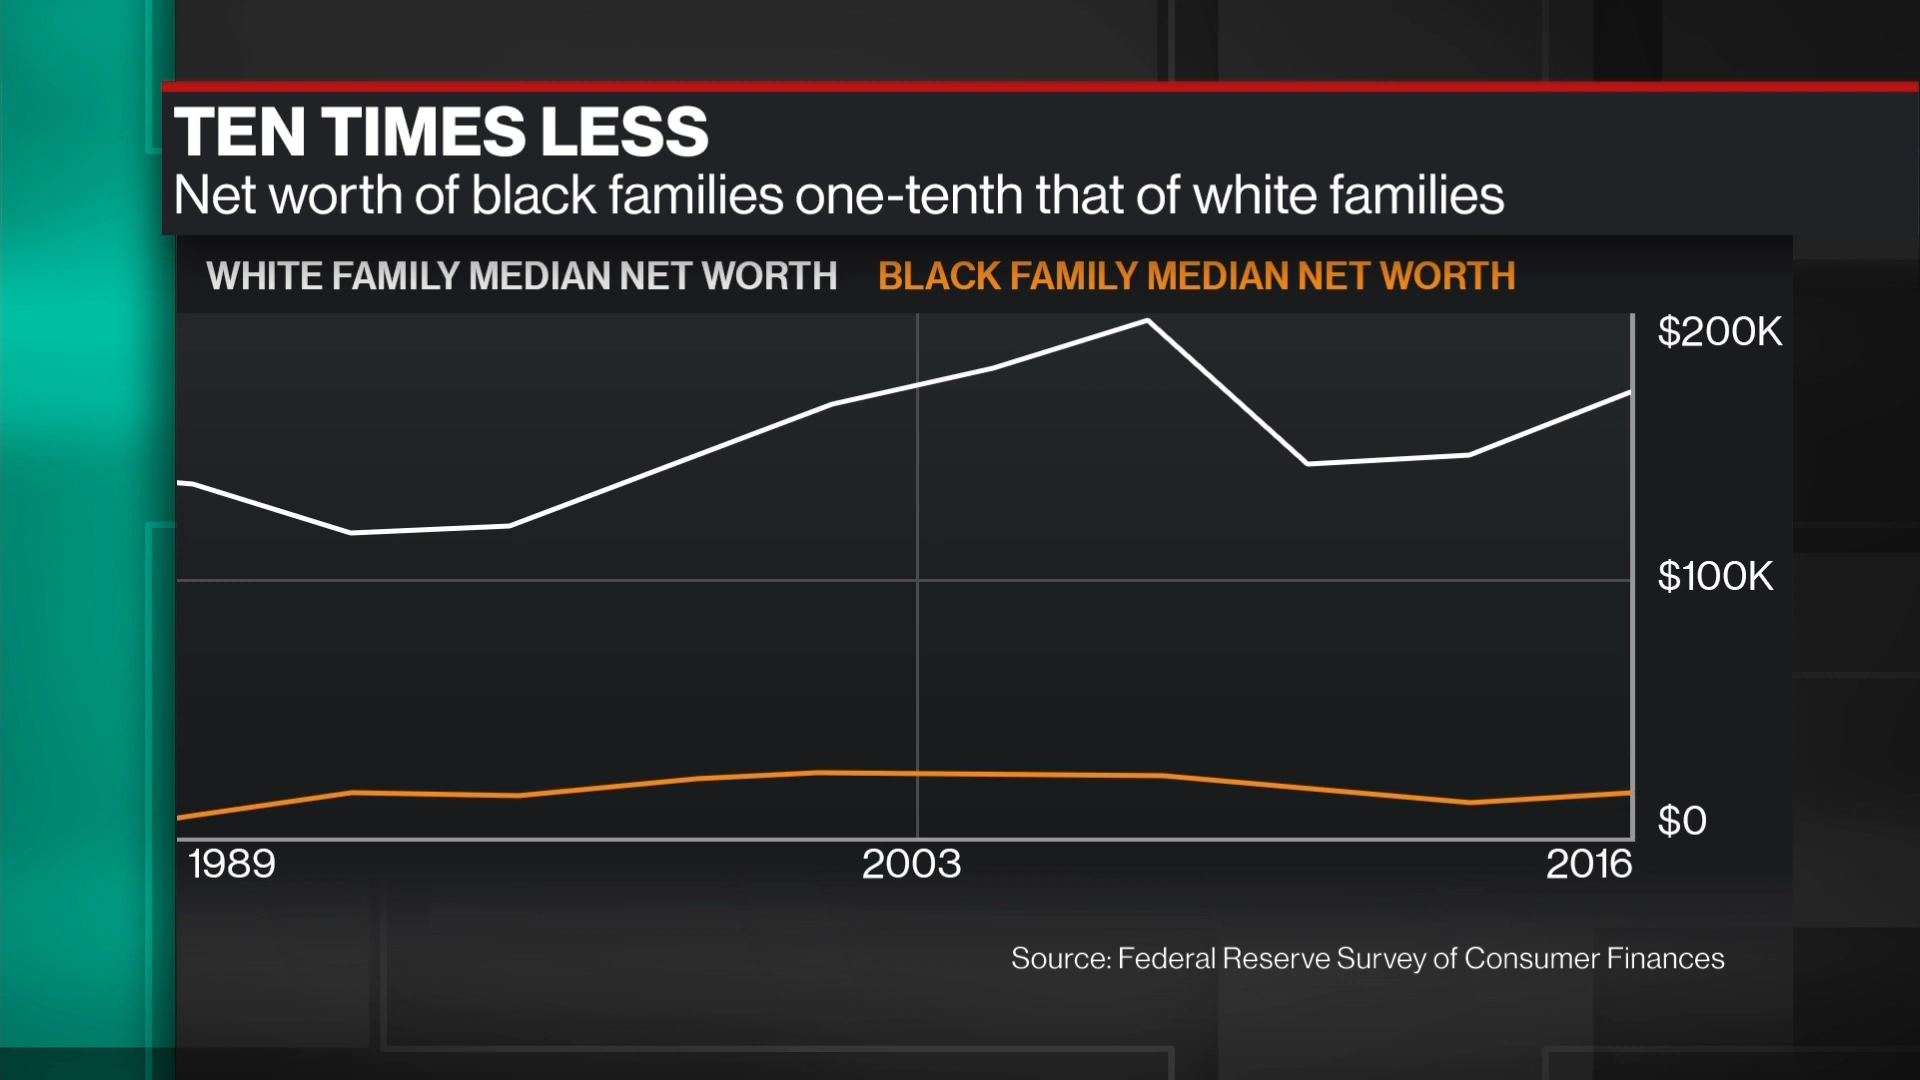 TEN TIMES LESS
Net worth of black families one-tenth that of white families
WHITE FAMILY MEDIAN NET WORTH BLACK FAMILY MEDIAN NET WORTH
$200K
$100K
$0
1989 2003 2016
Source: Federal Reserve Survey of Consumer Finances